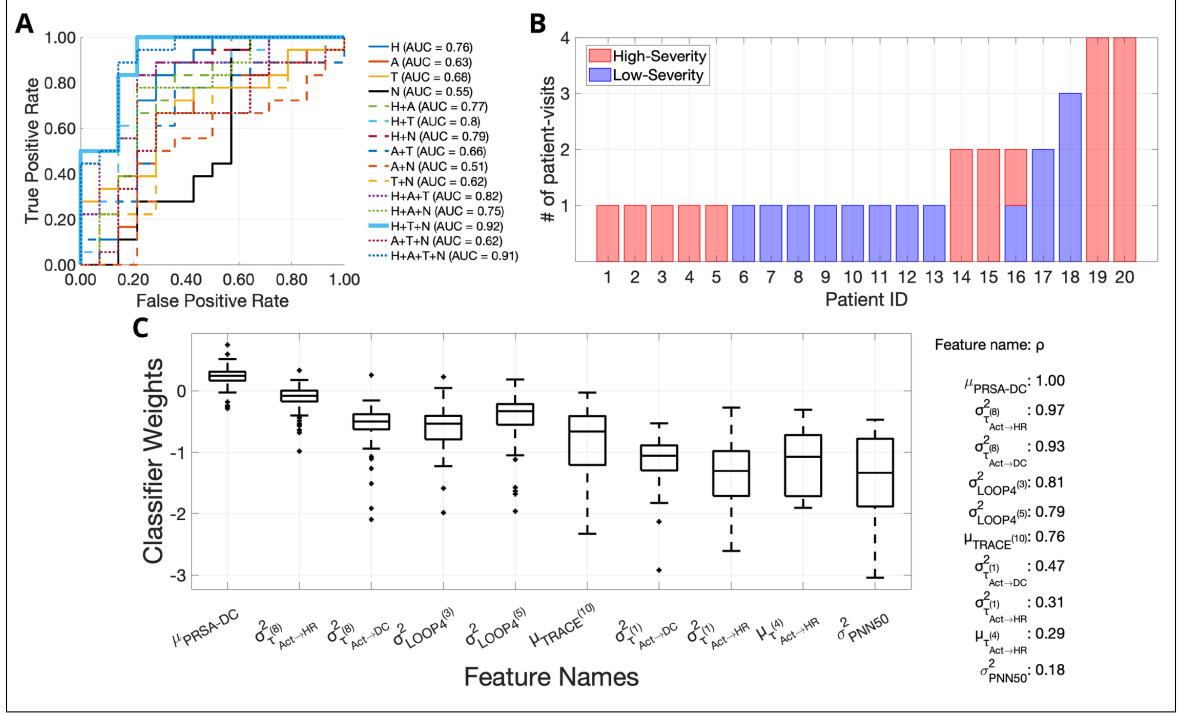 A
1.00
0.80
0.60
0.40
0.20
0.00
True Positive Rate
0.00 0.20 0.40 0.60 0.80 1.00
False Positive Rate
H (AUC = 0.76)
A (AUC = 0.63)
T (AUC = 0.68)
N (AUC = 0.55)
H+A (AUC = 0.77)
H+T (AUC = 0.8)
H+N (AUC = 0.79)
A+T (AUC = 0.66)
A+N (AUC = 0.51)
T+N (AUC = 0.62)
H+A+T (AUC = 0.82)
H+A+N (AUC = 0.75)
H+T+N (AUC = 0.92)
A+T+N (AUC = 0.62)
H+A+T+N (AUC = 0.91)
B
4
3
2
1
# of patient-visits
High-Severity
Low-Severity
1 2 3 4 5 6 7 8 9 10 11 12 13 14 15 16 17 18 19 20
Patient ID
C
0
-1
-2
-3
Classifier Weights
μPRSA-DC σ²τ(8)Act→HR σ²τ(8)Act→DC σ²LOOP4(3) σ²LOOP4(5) μTRACE(10) σ²τ(1)Act→DC σ²τ(1)Act→HR μτ(4)Act→HR σ²PNN50
Feature Names
Feature name: ρ
μPRSA-DC: 1.00
σ²τ(8)Act→HR: 0.97
σ²τ(8)Act→DC: 0.93
σ²LOOP4(3): 0.81
σ²LOOP4(5): 0.79
μTRACE(10): 0.76
σ²τ(1)Act→DC: 0.47
σ²τ(1)Act→HR: 0.31
μτ(4)Act→HR: 0.29
σ²PNN50: 0.18